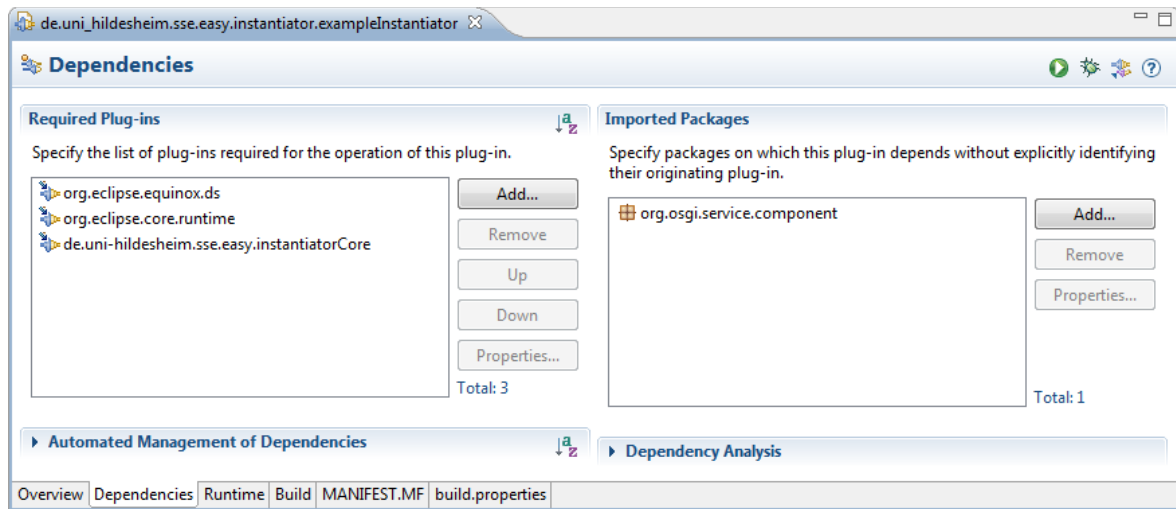 de.uni_hildesheim.sse.easy.instantiator.exampleInstantiator
Dependencies
Required Plug-ins
Specify the list of plug-ins required for the operation of this plug-in.
org.eclipse.equinox.ds
org.eclipse.core.runtime
de.uni-hildesheim.sse.easy.instantiatorCore
Add...
Remove
Up
Down
Properties...
Total: 3
Automated Management of Dependencies
Imported Packages
Specify packages on which this plug-in depends without explicitly identifying
their originating plug-in.
org.osgi.service.component
Add...
Remove
Properties...
Total: 1
Dependency Analysis
Overview Dependencies Runtime Build MANIFEST.MF build.properties